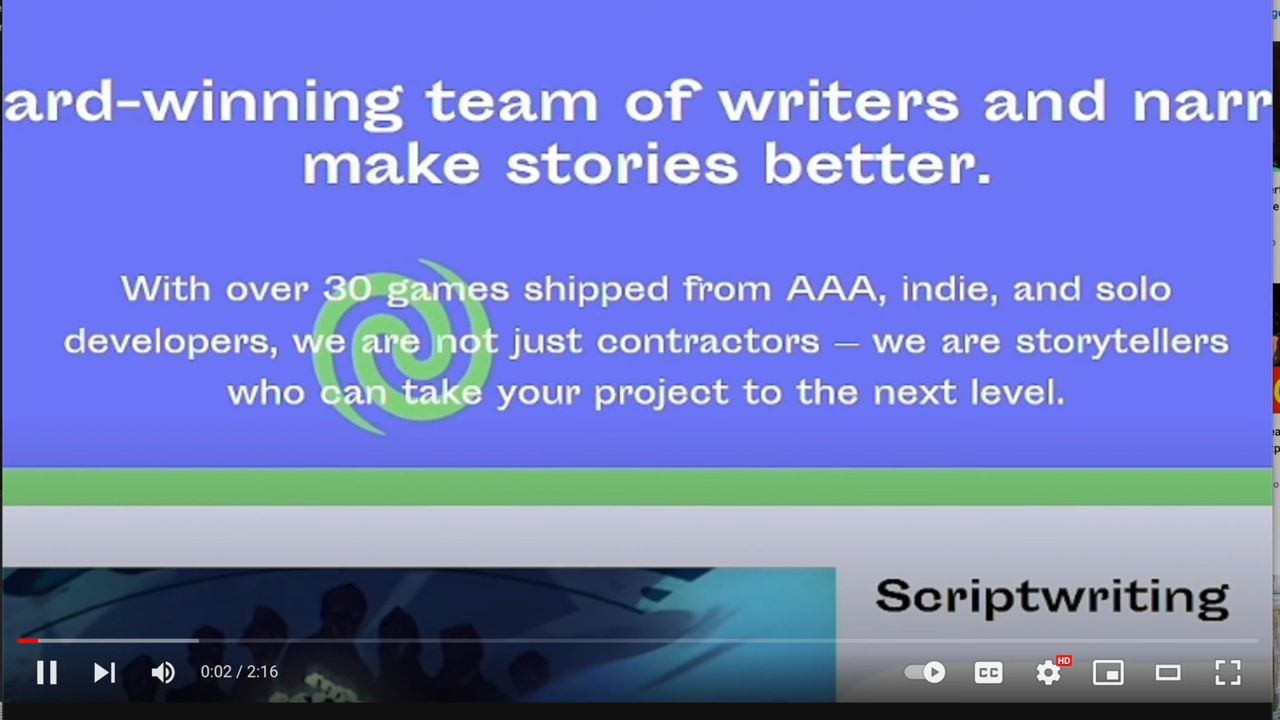 ard-winning team of writers and narr
make stories better.
With over 30 games shipped from AAA, indie, and solo
developers, we are not just contractors — we are storytellers
who can take your project to the next level.
Scriptwriting
0:02 / 2:16
CC
HD